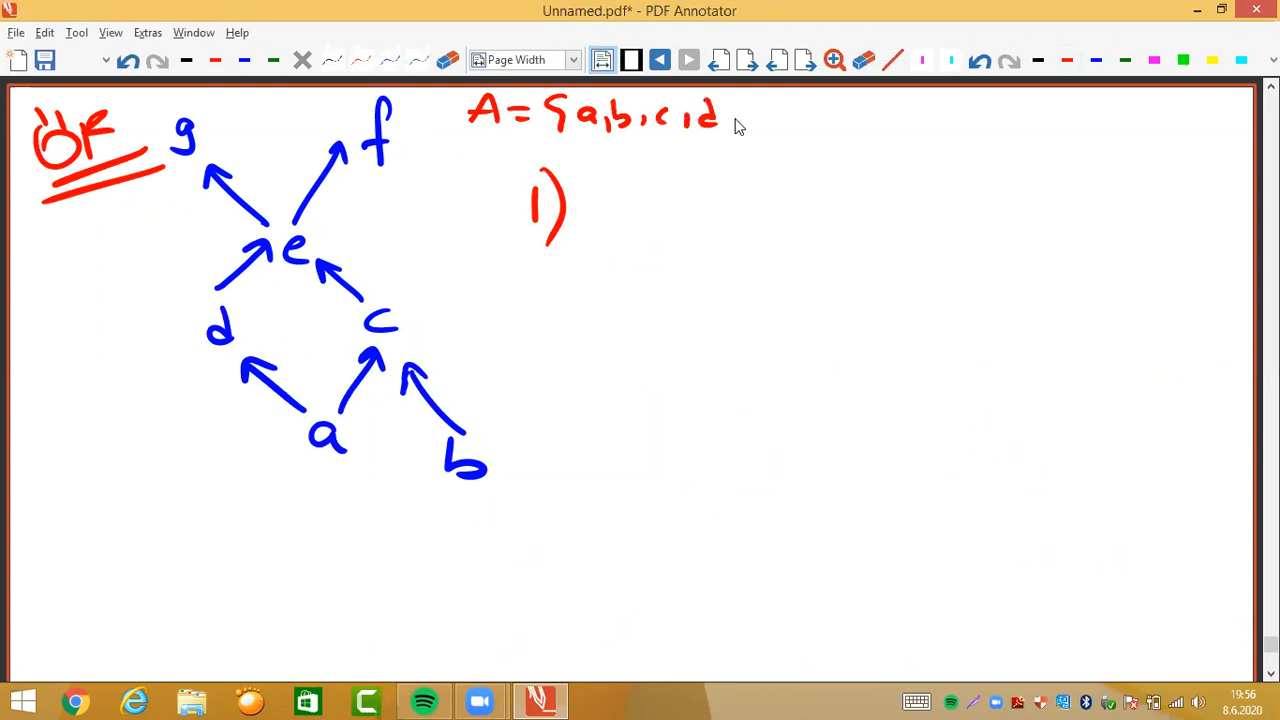 Unnamed.pdf* - PDF Annotator
File Edit Tool View Extras Window Help
Page Width
ÖR
g f
A = {a,b,c,d
1)
e
d c
a
b
19:56
8.6.2020